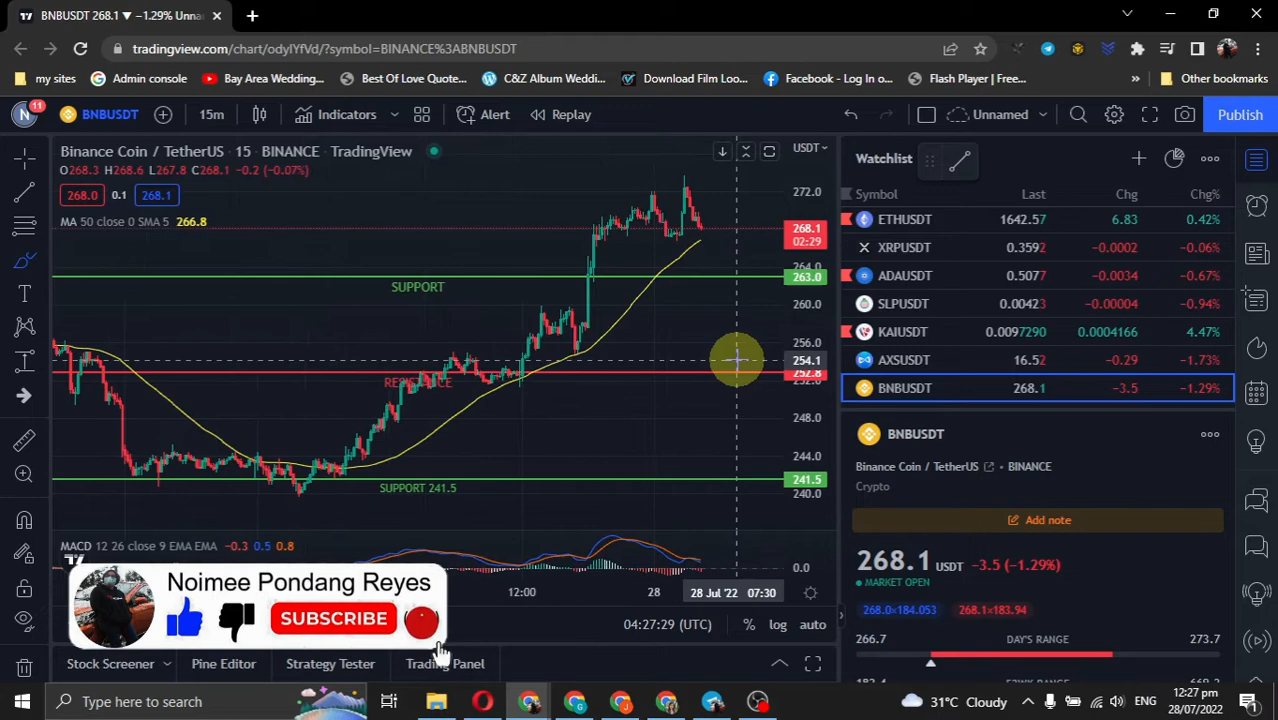 BNBUSDT 268.1 ▼ −1.29% Unna
tradingview.com/chart/odylYfVd/?symbol=BINANCE%3ABNBUSDT
my sites
Admin console
Bay Area Wedding...
Best Of Love Quote...
C&Z Album Weddin...
Download Film Loo...
Facebook - Log In o...
Flash Player | Free...
»
Other bookmarks
N 11 BNBUSDT 15m Indicators Alert Replay Unnamed Publish
Binance Coin / TetherUS · 15 · BINANCE · TradingView
O268.3 H268.6 L267.8 C268.1 −0.2 (−0.07%)
268.0 0.1 268.1
MA 50 close 0 SMA 5 266.8
USDT
272.0
268.1
02:29
264.0
263.0
260.0
256.0
254.1
252.8
252.0
248.0
244.0
241.5
240.0
SUPPORT
RESISTANCE
SUPPORT 241.5
MACD 12 26 close 9 EMA EMA −0.3 0.5 0.8
0.0
12:00 28 28 Jul '22 07:30
04:27:29 (UTC) % log auto
Noimee Pondang Reyes
SUBSCRIBE
Stock Screener Pine Editor Strategy Tester Trading Panel
Watchlist
Symbol Last Chg Chg%
ETHUSDT 1642.57 6.83 0.42%
XRPUSDT 0.3592 −0.0002 −0.06%
ADAUSDT 0.5077 −0.0034 −0.67%
SLPUSDT 0.00423 −0.00004 −0.94%
KAIUSDT 0.0097290 0.0004166 4.47%
AXSUSDT 16.52 −0.29 −1.73%
BNBUSDT 268.1 −3.5 −1.29%
BNBUSDT
Binance Coin / TetherUS · BINANCE
Crypto
Add note
268.1 USDT −3.5 (−1.29%)
MARKET OPEN
268.0×184.053 268.1×183.94
266.7 DAY'S RANGE 273.7
Type here to search
31°C Cloudy
ENG
12:27 pm
28/07/2022
1